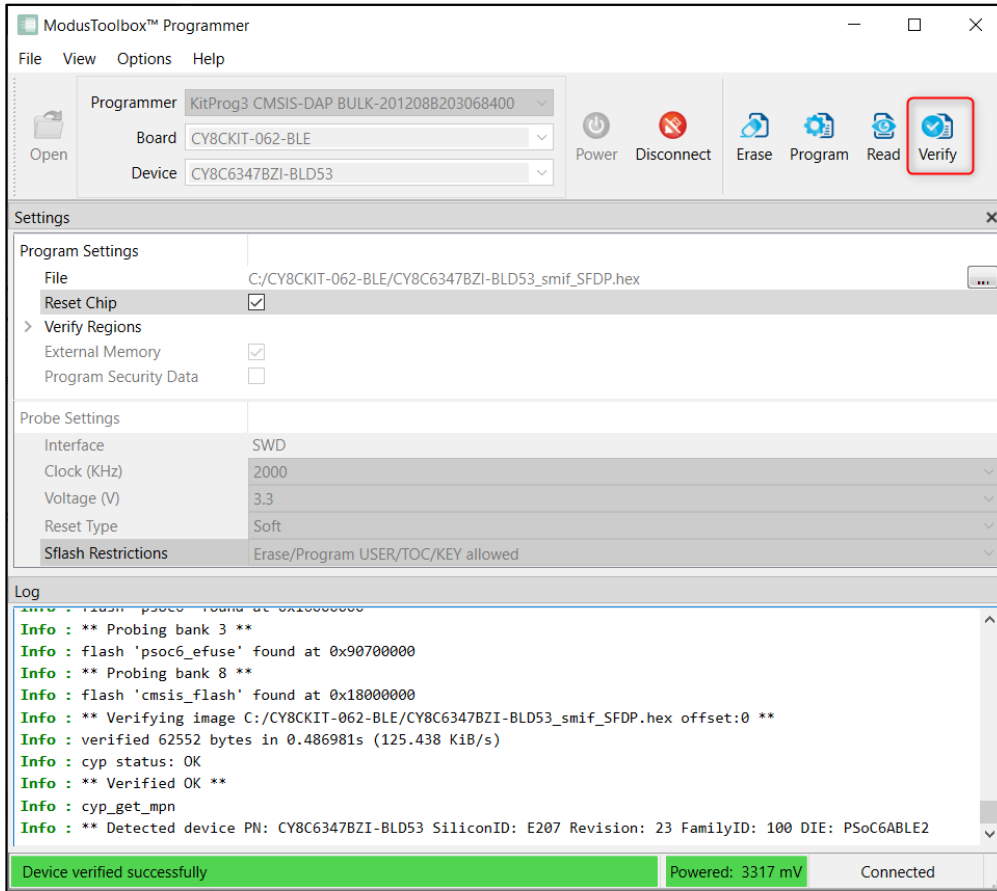 ModusToolbox™ Programmer
File View Options Help
Open
Programmer KitProg3 CMSIS-DAP BULK-201208B203068400
Board CY8CKIT-062-BLE
Device CY8C6347BZI-BLD53
Power Disconnect Erase Program Read Verify
Settings
Program Settings
File C:/CY8CKIT-062-BLE/CY8C6347BZI-BLD53_smif_SFDP.hex ...
Reset Chip
Verify Regions
External Memory
Program Security Data
Probe Settings
Interface SWD
Clock (KHz) 2000
Voltage (V) 3.3
Reset Type Soft
Sflash Restrictions Erase/Program USER/TOC/KEY allowed
Log
Info : flash 'psoc6' found at
Info : ** Probing bank 3 **
Info : flash 'psoc6_efuse' found at 0x90700000
Info : ** Probing bank 8 **
Info : flash 'cmsis_flash' found at 0x18000000
Info : ** Verifying image C:/CY8CKIT-062-BLE/CY8C6347BZI-BLD53_smif_SFDP.hex offset:0 **
Info : verified 62552 bytes in 0.486981s (125.438 KiB/s)
Info : cyp status: OK
Info : ** Verified OK **
Info : cyp_get_mpn
Info : ** Detected device PN: CY8C6347BZI-BLD53 SiliconID: E207 Revision: 23 FamilyID: 100 DIE: PSoC6ABLE2
Device verified successfully Powered: 3317 mV Connected